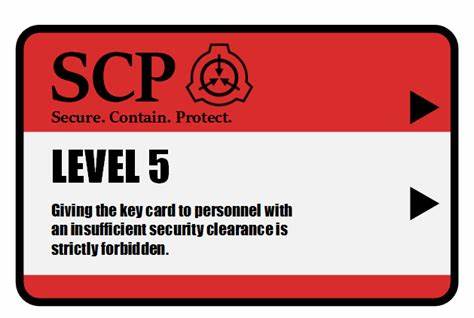 SCP
Secure. Contain. Protect.
LEVEL 5
Giving the key card to personnel with
an insufficient security clearance is
strictly forbidden.